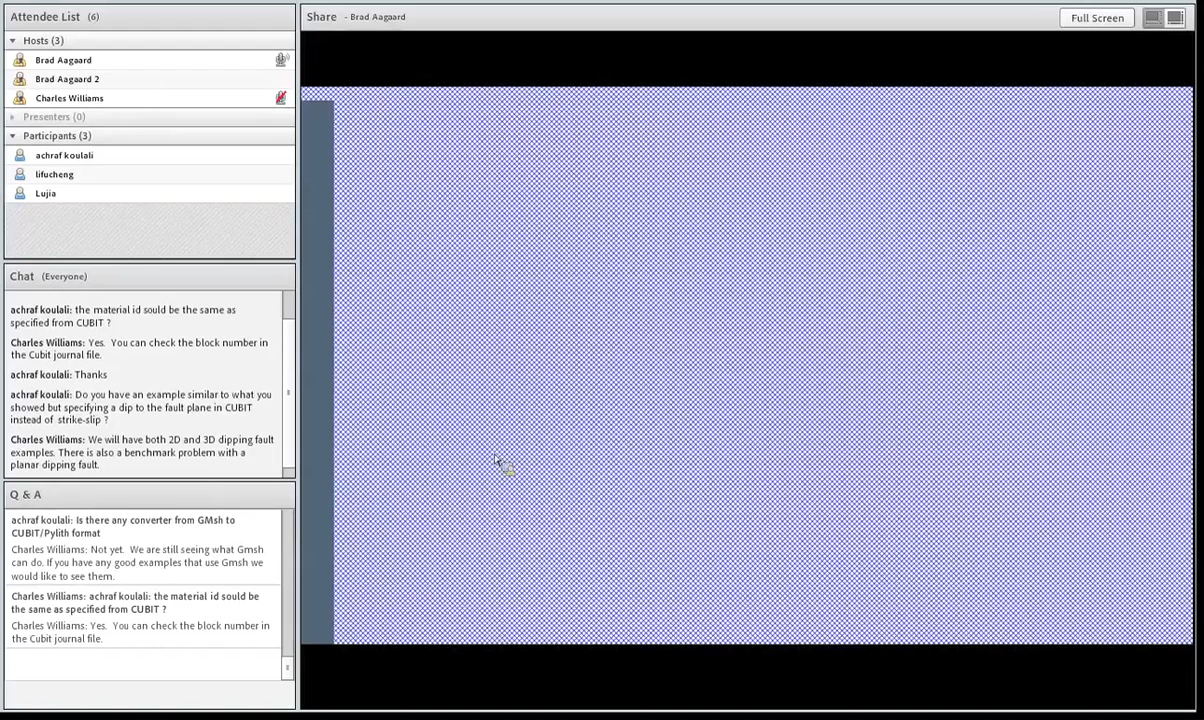 Attendee List (6)
Hosts (3)
Brad Aagaard
Brad Aagaard 2
Charles Williams
Presenters (0)
Participants (3)
achraf koulali
lifucheng
Lujia
Chat (Everyone)
achraf koulali: the material id sould be the same as
specified from CUBIT ?
Charles Williams: Yes. You can check the block number in
the Cubit journal file.
achraf koulali: Thanks
achraf koulali: Do you have an example similar to what you
showed but specifying a dip to the fault plane in CUBIT
instead of strike-slip ?
Charles Williams: We will have both 2D and 3D dipping fault
examples. There is also a benchmark problem with a
planar dipping fault.
Q & A
achraf koulali: Is there any converter from GMsh to
CUBIT/Pylith format
Charles Williams: Not yet. We are still seeing what Gmsh
can do. If you have any good examples that use Gmsh we
would like to see them.
Charles Williams: achraf koulali: the material id sould be
the same as specified from CUBIT ?
Charles Williams: Yes. You can check the block number in
the Cubit journal file.
Share - Brad Aagaard
Full Screen